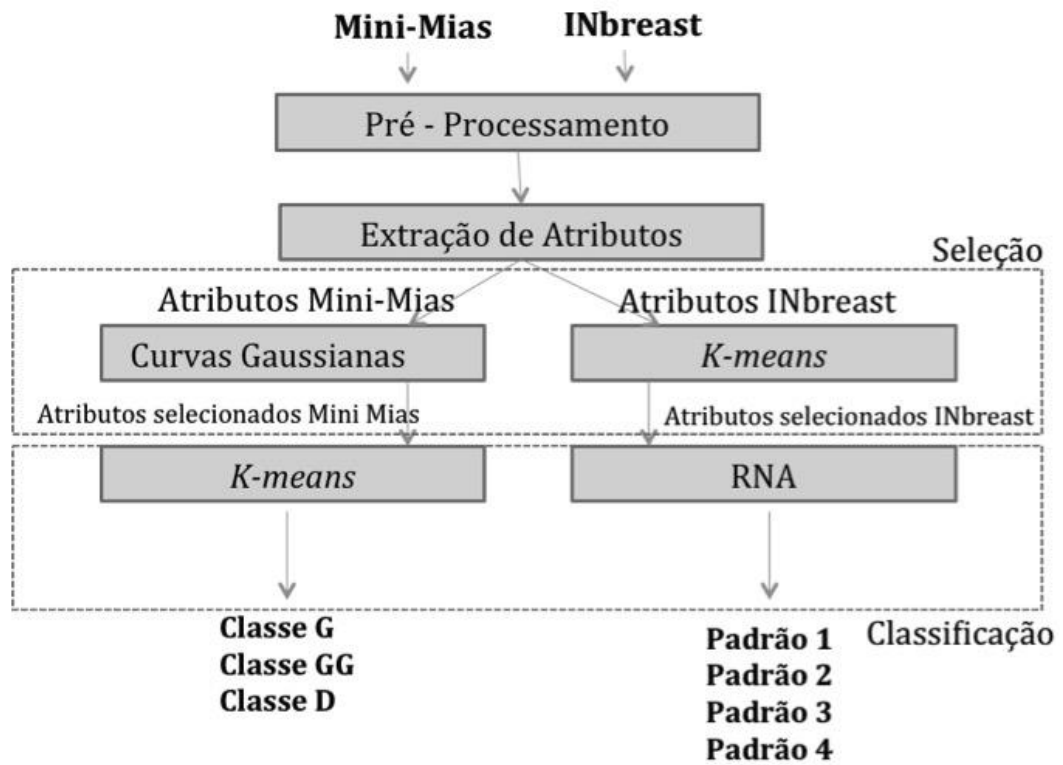 Mini-Mias
INbreast
Pré - Processamento
Extração de Atributos
Seleção
Atributos Mini-Mias
Atributos INbreast
Curvas Gaussianas
K-means
Atributos selecionados Mini Mias
Atributos selecionados INbreast
K-means
RNA
Classe G
Classe GG
Classe D
Classificação
Padrão 1
Padrão 2
Padrão 3
Padrão 4